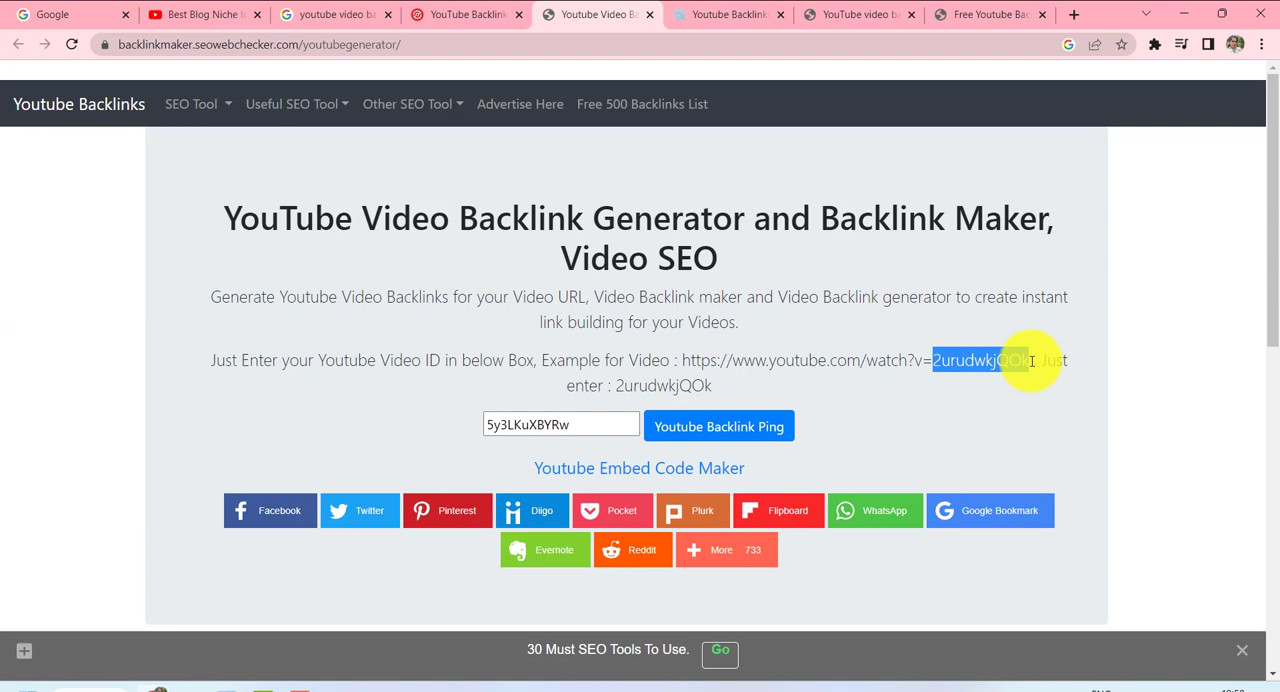 Google
Best Blog Niche I
youtube video ba
YouTube Backlink
Youtube Video Ba
Youtube Backlinks
YouTube video ba
Free Youtube Bac
backlinkmaker.seowebchecker.com/youtubegenerator/
Youtube Backlinks SEO Tool Useful SEO Tool Other SEO Tool Advertise Here Free 500 Backlinks List
YouTube Video Backlink Generator and Backlink Maker,
Video SEO
Generate Youtube Video Backlinks for your Video URL, Video Backlink maker and Video Backlink generator to create instant
link building for your Videos.
Just Enter your Youtube Video ID in below Box, Example for Video : https://www.youtube.com/watch?v=2urudwkjQOk Just
enter : 2urudwkjQOk
5y3LKuXBYRw Youtube Backlink Ping
Youtube Embed Code Maker
Facebook Twitter Pinterest Diigo Pocket Plurk Flipboard WhatsApp Google Bookmark
Evernote Reddit More 733
30 Must SEO Tools To Use. Go